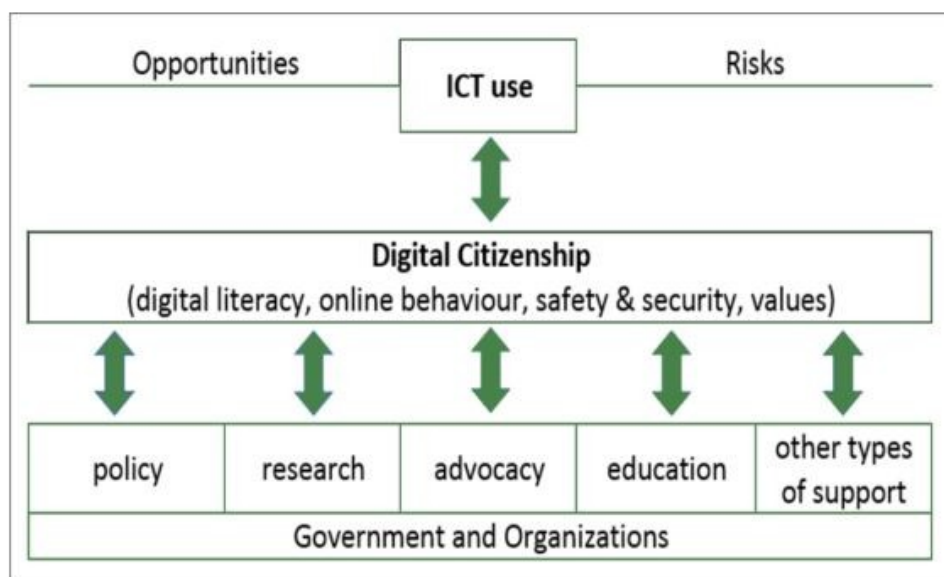 Opportunities
ICT use
Risks
Digital Citizenship
(digital literacy, online behaviour, safety & security, values)
policy
research
advocacy
education
other types
of support
Government and Organizations